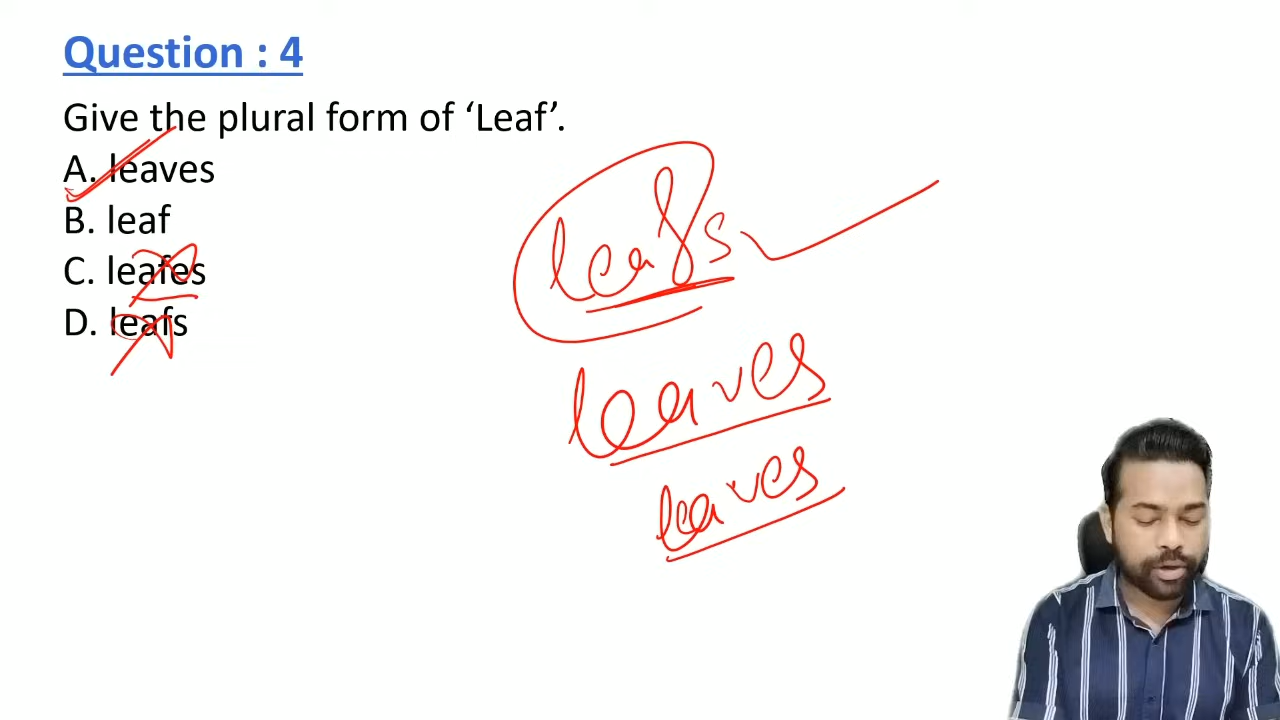 Question : 4
Give the plural form of ‘Leaf’.
A. leaves
B. leaf
C. leafes
D. leafs
leafs
leaves
leaves